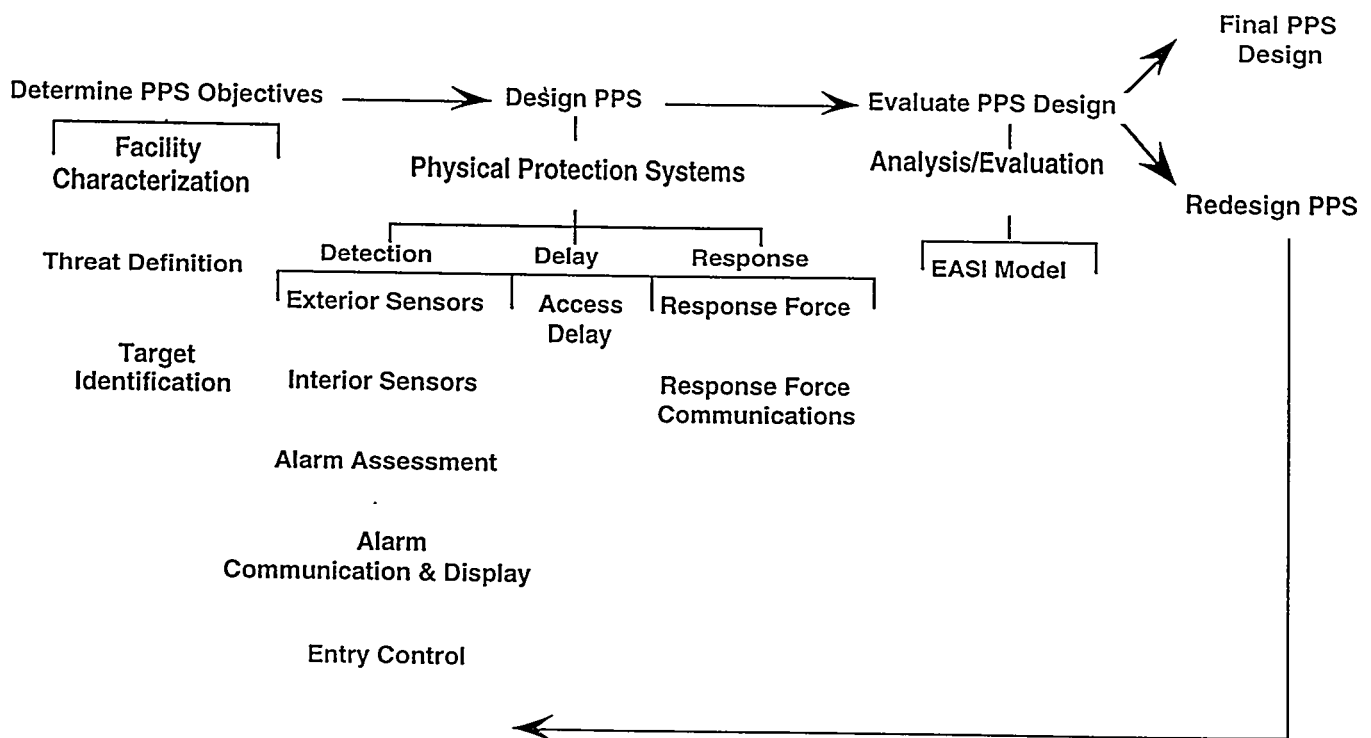 Final PPS
Design
Determine PPS Objectives
Design PPS
Evaluate PPS Design
Facility
Characterization
Physical Protection Systems
Analysis/Evaluation
Redesign PPS
Threat Definition
Detection
Delay
Response
EASI Model
Exterior Sensors
Access
Delay
Response Force
Target
Identification
Interior Sensors
Response Force
Communications
Alarm Assessment
Alarm
Communication & Display
Entry Control